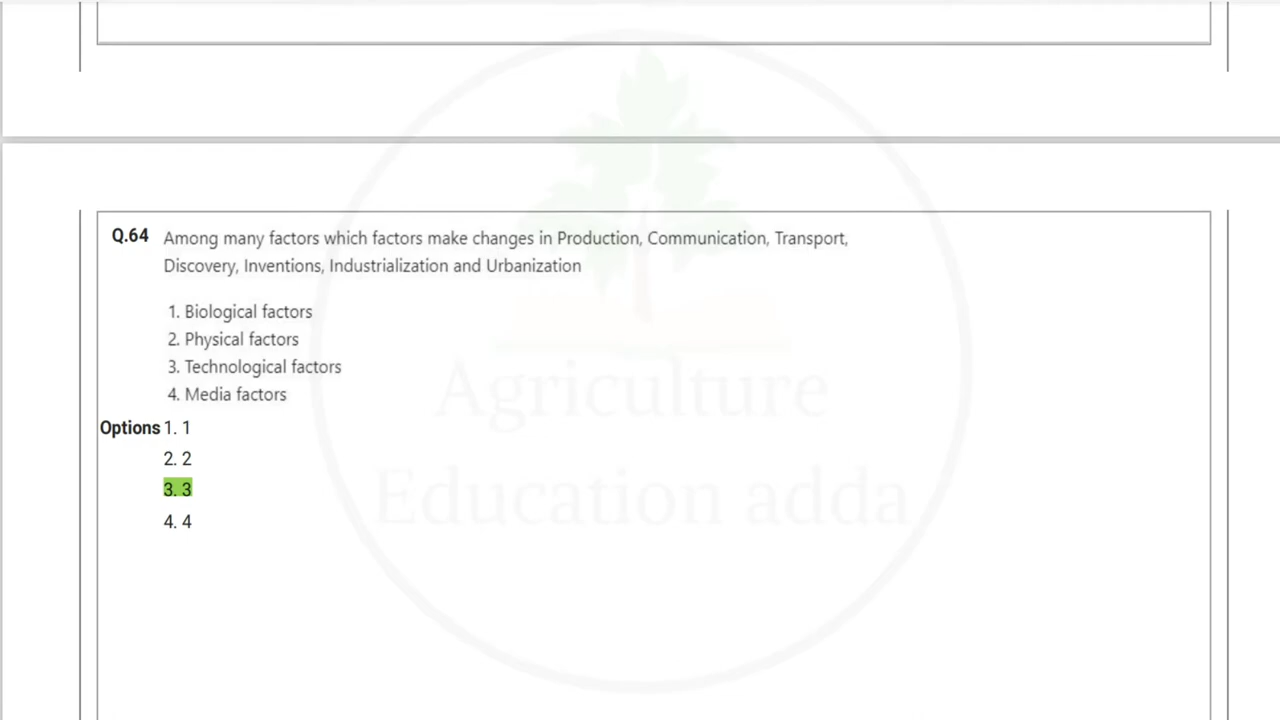 Q.64 Among many factors which factors make changes in Production, Communication, Transport,
Discovery, Inventions, Industrialization and Urbanization
1. Biological factors
2. Physical factors
3. Technological factors
4. Media factors
Options 1. 1
2. 2
3. 3
4. 4
Agriculture
Education adda